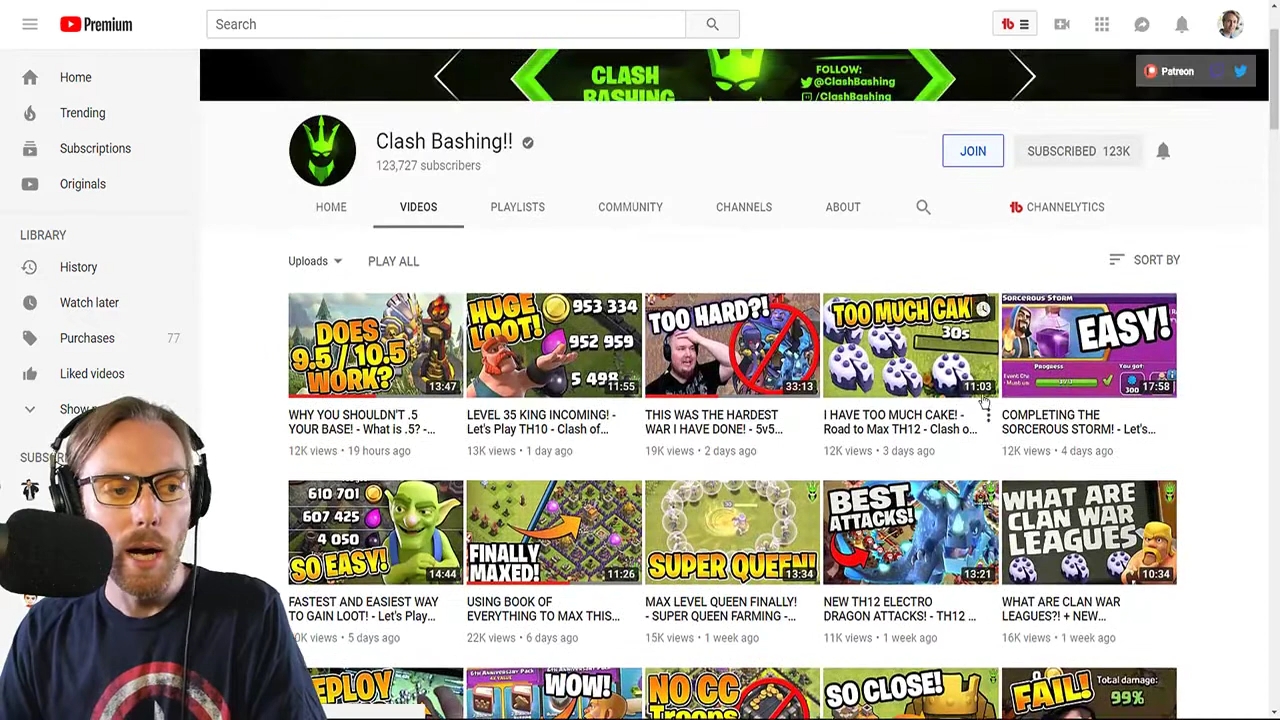 Premium
Search
CLASH
BASHING
FOLLOW:
@ClashBashing
/ClashBashing
Patreon
Home
Trending
Subscriptions
Originals
LIBRARY
History
Watch later
Purchases 77
Liked videos
Clash Bashing!!
123,727 subscribers
JOIN
SUBSCRIBED 123K
HOME
VIDEOS
PLAYLISTS
COMMUNITY
CHANNELS
ABOUT
CHANNELYTICS
Uploads
PLAY ALL
SORT BY
DOES
9.5 / 10.5
WORK?
13:47
HUGE
LOOT!
953 334
952 959
5 498
11:55
TOO HARD?!
33:13
TOO MUCH CAK
30s
11:03
SORCEROUS STORM
EASY!
Progress
You got:
300
17:58
WHY YOU SHOULDN'T .5
YOUR BASE! - What is .5? -...
12K views • 19 hours ago
LEVEL 35 KING INCOMING! -
Let's Play TH10 - Clash of...
13K views • 1 day ago
THIS WAS THE HARDEST
WAR I HAVE DONE! - 5v5...
19K views • 2 days ago
I HAVE TOO MUCH CAKE! -
Road to Max TH12 - Clash o...
12K views • 3 days ago
COMPLETING THE
SORCEROUS STORM! - Let's...
12K views • 4 days ago
610 701
607 425
4 050
SO EASY!
14:44
FINALLY
MAXED!
11:26
SUPER QUEEN!
13:34
BEST
ATTACKS!
13:21
WHAT ARE
CLAN WAR
LEAGUES?
10:34
FASTEST AND EASIEST WAY
TO GAIN LOOT! - Let's Play...
0K views • 5 days ago
USING BOOK OF
EVERYTHING TO MAX THIS...
22K views • 6 days ago
MAX LEVEL QUEEN FINALLY!
- SUPER QUEEN FARMING -...
15K views • 1 week ago
NEW TH12 ELECTRO
DRAGON ATTACKS! - TH12 ...
11K views • 1 week ago
WHAT ARE CLAN WAR
LEAGUES?! + NEW...
16K views • 1 week ago
WOW!
NO CC
Troops
SO CLOSE!
FAIL!
Total damage:
99%